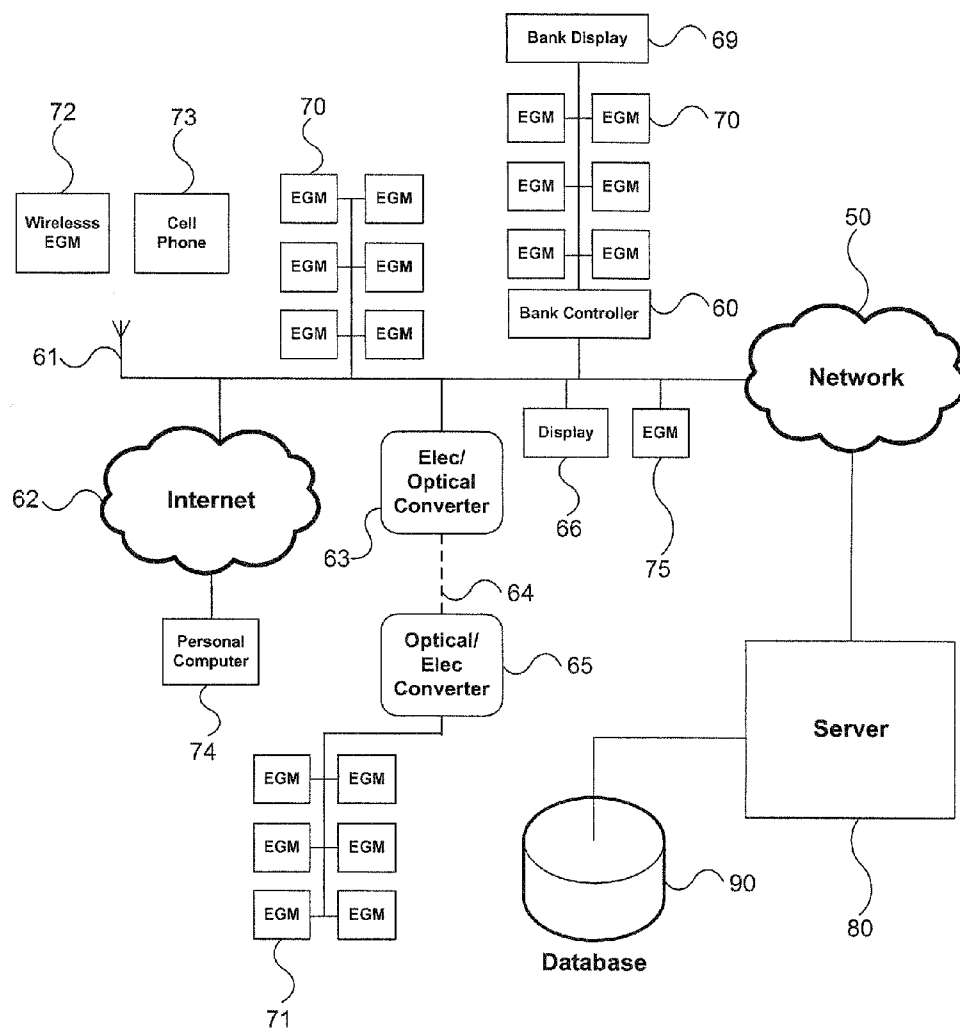 Bank Display
69
72
73
70
EGM
EGM
70
EGM
EGM
Wirelesss
EGM
Cell
Phone
EGM
EGM
EGM
EGM
50
EGM
EGM
EGM
EGM
Bank Controller
60
61
Network
Display
EGM
Elec/
Optical
Converter
62
Internet
63
66
75
64
Personal
Computer
Optical/
Elec
Converter
65
74
Server
EGM
EGM
EGM
EGM
90
EGM
EGM
80
Database
71